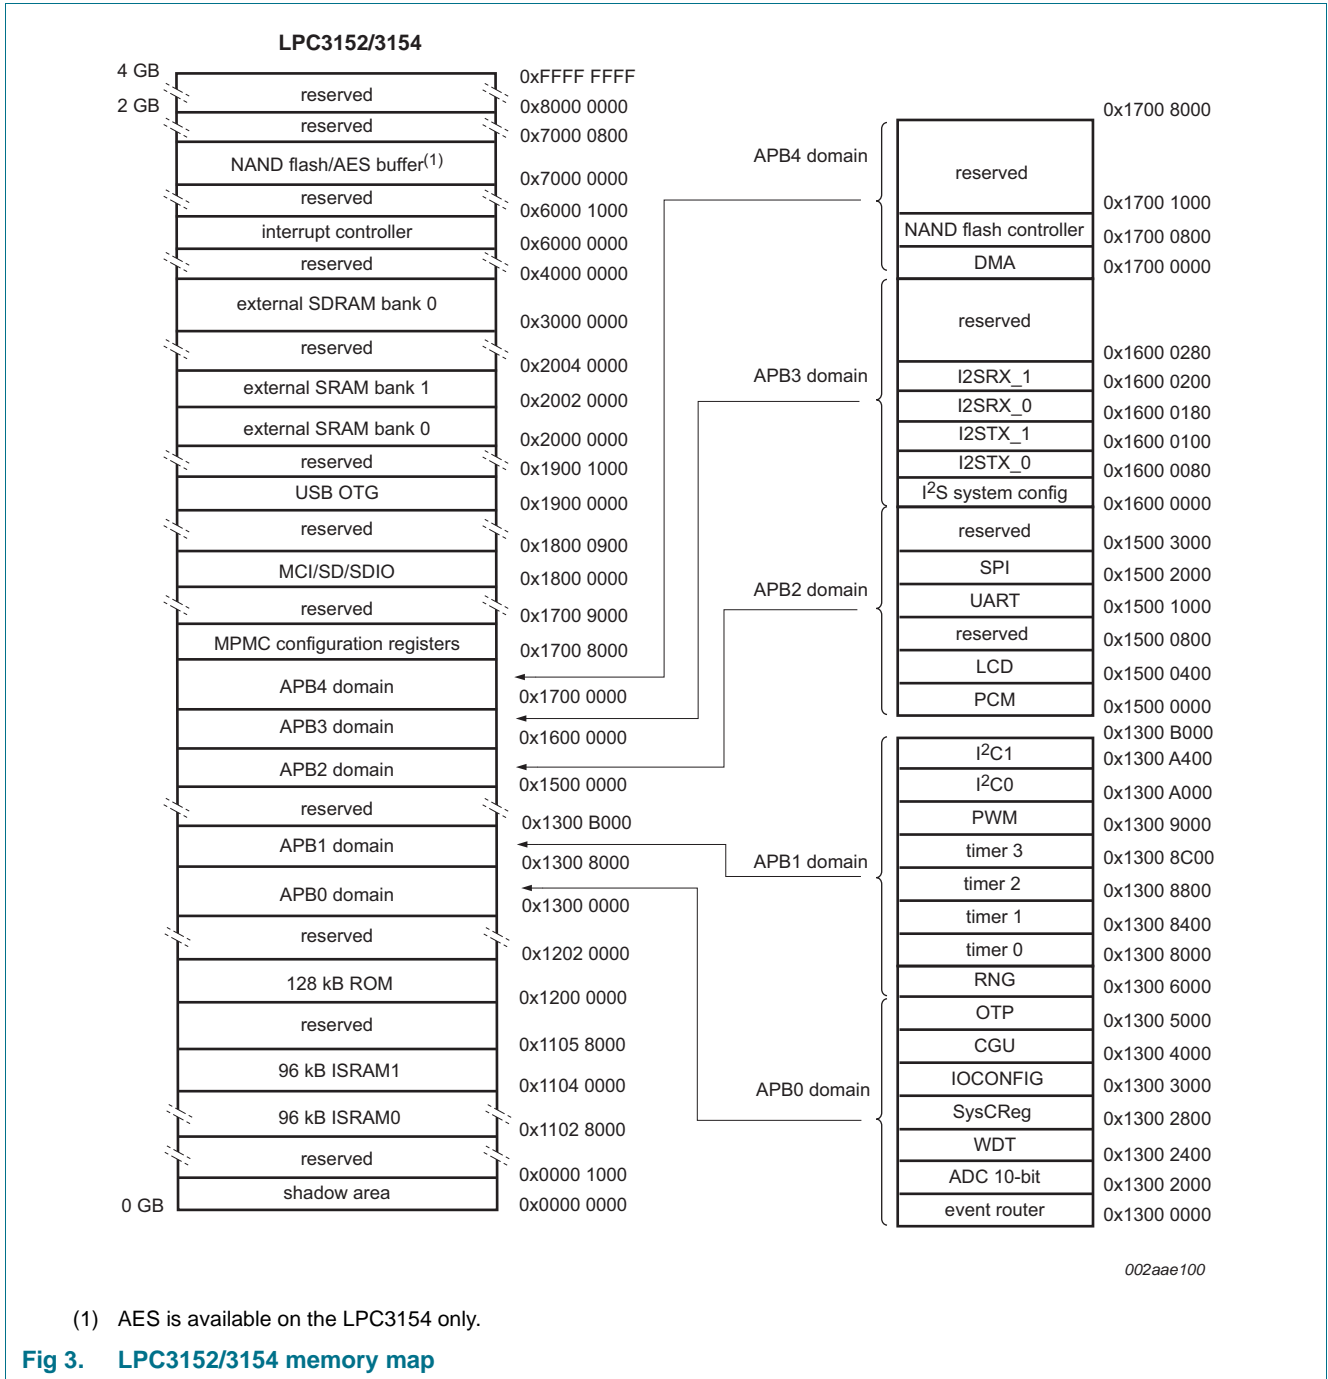 LPC3152/3154
4 GB
0xFFFF FFFF
reserved
2 GB
0x8000 0000
reserved
0x7000 0800
NAND flash/AES buffer(1)
0x7000 0000
reserved
0x6000 1000
interrupt controller
0x6000 0000
reserved
0x4000 0000
external SDRAM bank 0
0x3000 0000
reserved
0x2004 0000
external SRAM bank 1
0x2002 0000
external SRAM bank 0
0x2000 0000
reserved
0x1900 1000
USB OTG
0x1900 0000
reserved
0x1800 0900
MCI/SD/SDIO
0x1800 0000
reserved
0x1700 9000
MPMC configuration registers
0x1700 8000
APB4 domain
0x1700 0000
APB3 domain
0x1600 0000
APB2 domain
0x1500 0000
reserved
0x1300 B000
APB1 domain
0x1300 8000
APB0 domain
0x1300 0000
reserved
0x1202 0000
128 kB ROM
0x1200 0000
reserved
0x1105 8000
96 kB ISRAM1
0x1104 0000
96 kB ISRAM0
0x1102 8000
reserved
0x0000 1000
shadow area
0 GB
0x0000 0000
0x1700 8000
APB4 domain
reserved
0x1700 1000
NAND flash controller
0x1700 0800
DMA
0x1700 0000
reserved
0x1600 0280
APB3 domain
I2SRX_1
0x1600 0200
I2SRX_0
0x1600 0180
I2STX_1
0x1600 0100
I2STX_0
0x1600 0080
I2S system config
0x1600 0000
reserved
0x1500 3000
SPI
0x1500 2000
APB2 domain
UART
0x1500 1000
reserved
0x1500 0800
LCD
0x1500 0400
PCM
0x1500 0000
0x1300 B000
I2C1
0x1300 A400
I2C0
0x1300 A000
PWM
0x1300 9000
timer 3
0x1300 8C00
APB1 domain
timer 2
0x1300 8800
timer 1
0x1300 8400
timer 0
0x1300 8000
RNG
0x1300 6000
OTP
0x1300 5000
CGU
0x1300 4000
IOCONFIG
0x1300 3000
APB0 domain
SysCReg
0x1300 2800
WDT
0x1300 2400
ADC 10-bit
0x1300 2000
event router
0x1300 0000
002aae100
(1) AES is available on the LPC3154 only.
Fig 3. LPC3152/3154 memory map